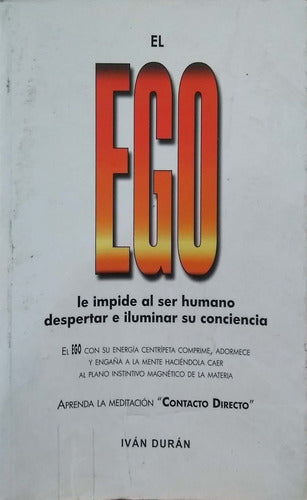 EL
EGO
le impide al ser humano
despertar e iluminar su conciencia
EL EGO CON SU ENERGÍA CENTRÍPETA COMPRIME, ADORMECE
Y ENGAÑA A LA MENTE HACIÉNDOLA CAER
AL PLANO INSTINTIVO MAGNÉTICO DE LA MATERIA
APRENDA LA MEDITACIÓN "CONTACTO DIRECTO"
IVÁN DURÁN